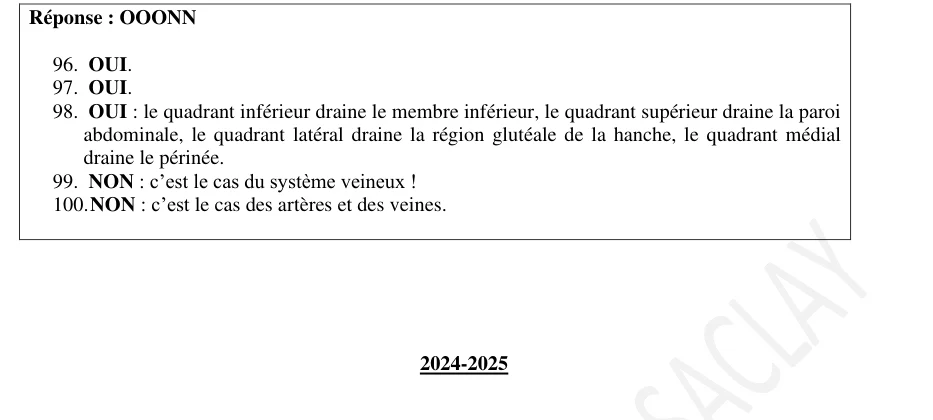 Réponse : OOONN
96. OUI.
97. OUI.
98. OUI : le quadrant inférieur draine le membre inférieur, le quadrant supérieur draine la paroi
abdominale, le quadrant latéral draine la région glutéale de la hanche, le quadrant médial
draine le périnée.
99. NON : c’est le cas du système veineux !
100.NON : c’est le cas des artères et des veines.
SACLAY
2024-2025